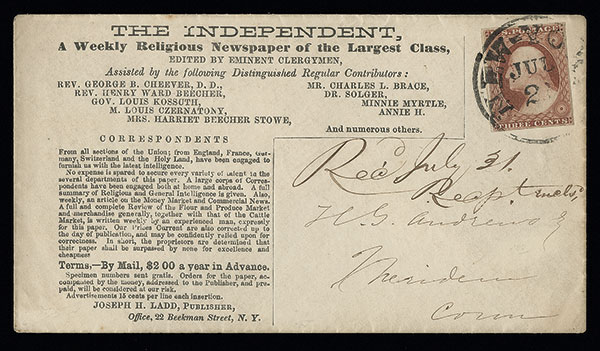 THE INDEPENDENT,
A Weekly Religious Newspaper of the Largest Class,
EDITED BY EMINENT CLERGYMEN,
Assisted by the following Distinguished Regular Contributors:
REV. GEORGE B. CHEEVER, D. D.,
REV. HENRY WARD BEECHER,
GOV. LOUIS KOSSUTH,
M. LOUIS CZERNATONY,
MRS. HARRIET BEECHER STOWE,
MR. CHARLES L. BRACE,
DR. SOLGER,
MINNIE MYRTLE,
ANNIE H.
And numerous others.
CORRESPONDENTS
From all sections of the Union; from England, France, Ger-
many, Switzerland and the Holy Land, have been engaged to
furnish us with the latest intelligence.
No expense is spared to secure every variety of talent in the
several departments of this paper. A large corps of Corres-
pondents have been engaged both at home and abroad. A full
summary of Religious and General Intelligence is given. Also,
weekly, an article on the Money Market and Commercial News.
A full and complete Review of the Flour and Produce Market
and merchandise generally, together with that of the Cattle
Market, is written weekly by an experienced man, expressly
for this paper. Our Prices Current are also corrected up to
the day of publication, and may be confidently relied upon for
correctness. In short, the proprietors are determined that
their paper shall be surpassed by none for excellence and
cheapness
Terms,—By Mail, $2 00 a year in Advance.
Specimen numbers sent gratis. Orders for the paper, ac-
companied by the money, addressed to the Publisher, and pre-
paid, will be considered at our risk.
Advertisements 15 cents per line each insertion.
JOSEPH H. LADD, PUBLISHER,
Office, 22 Beekman Street, N. Y.
NEW YORK
JUL
2
THREE CENTS
Rec'd July 3.
Recpt inclos.
H. G. Andrews
Meriden
Conn